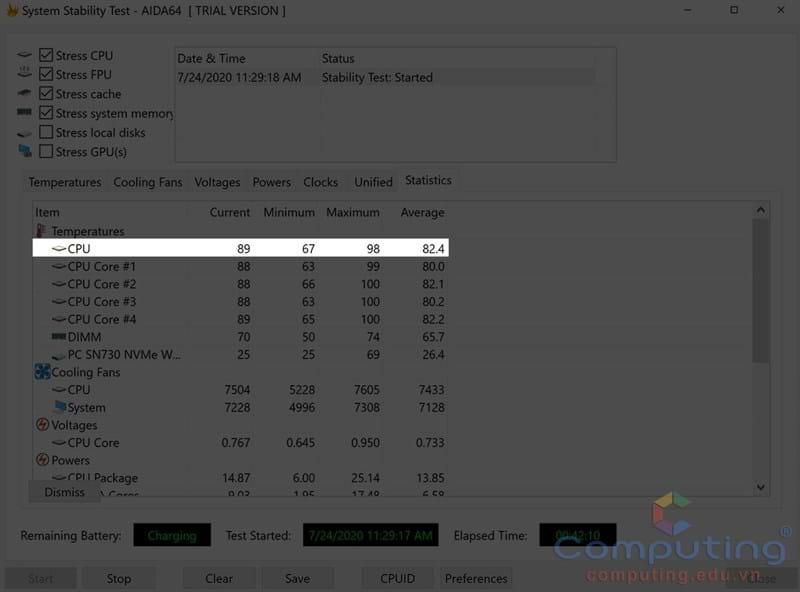 System Stability Test - AIDA64 [ TRIAL VERSION ]
Stress CPU
Stress FPU
Stress cache
Stress system memory
Stress local disks
Stress GPU(s)
Date & Time Status
7/24/2020 11:29:18 AM Stability Test: Started
Temperatures Cooling Fans Voltages Powers Clocks Unified Statistics
Item Current Minimum Maximum Average
Temperatures
CPU 89 67 98 82.4
CPU Core #1 88 63 99 80.0
CPU Core #2 88 66 100 82.1
CPU Core #3 88 63 100 80.2
CPU Core #4 89 65 100 82.2
DIMM 70 50 74 65.7
PC SN730 NVMe W... 25 25 69 26.4
Cooling Fans
CPU 7504 5228 7605 7433
System 7228 4996 7308 7128
Voltages
CPU Core 0.767 0.645 0.950 0.733
Powers
CPU Package 14.87 6.00 25.14 13.85
Cores 9.03 1.95 17.48 6.58
Dismiss
Remaining Battery: Charging Test Started: 7/24/2020 11:29:17 AM Elapsed Time: 00:42:10
Computing®
computing.edu.vn
Start Stop Clear Save CPUID Preferences Close